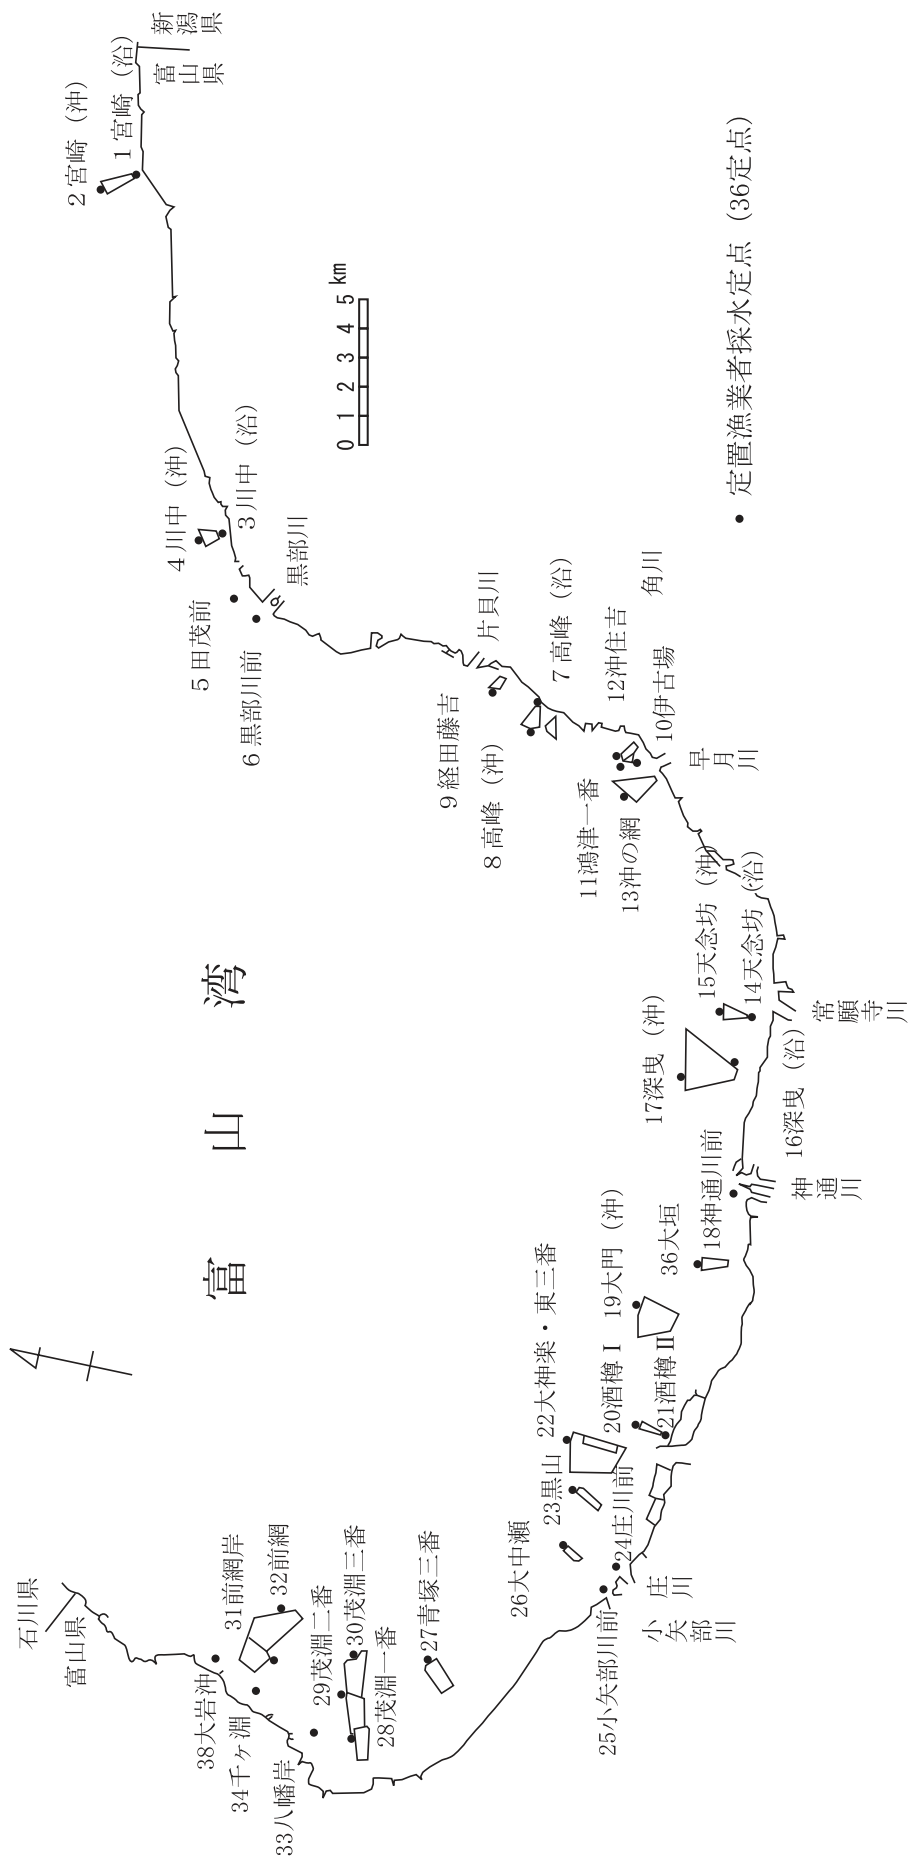 石川県
富山県
富山湾
新潟県
富山県
1宮崎（沿）
2宮崎（沖）
3川中（沿）
4川中（沖）
5田茂前
6黒部川前
黒部川
片貝川
7高峰（沿）
8高峰（沖）
9経田藤吉
角川
10伊古場
11鴻津一番
12沖住吉
13沖の網
早月川
14天念坊（沿）
15天念坊（沖）
常願寺川
16深曳（沿）
17深曳（沖）
18神通川前
神通川
36大垣
19大門（沖）
20酒樽Ⅰ
21酒樽Ⅱ
22大神楽・東三番
23黒山
24庄川前
庄川
小矢部川
25小矢部川前
26大中瀬
27青塚三番
28茂淵一番
29茂淵二番
30茂淵三番
31前網岸
32前網
33八幡岸
34千ヶ淵
38大岩沖
0 1 2 3 4 5 km
● 定置漁業者採水定点（36定点）